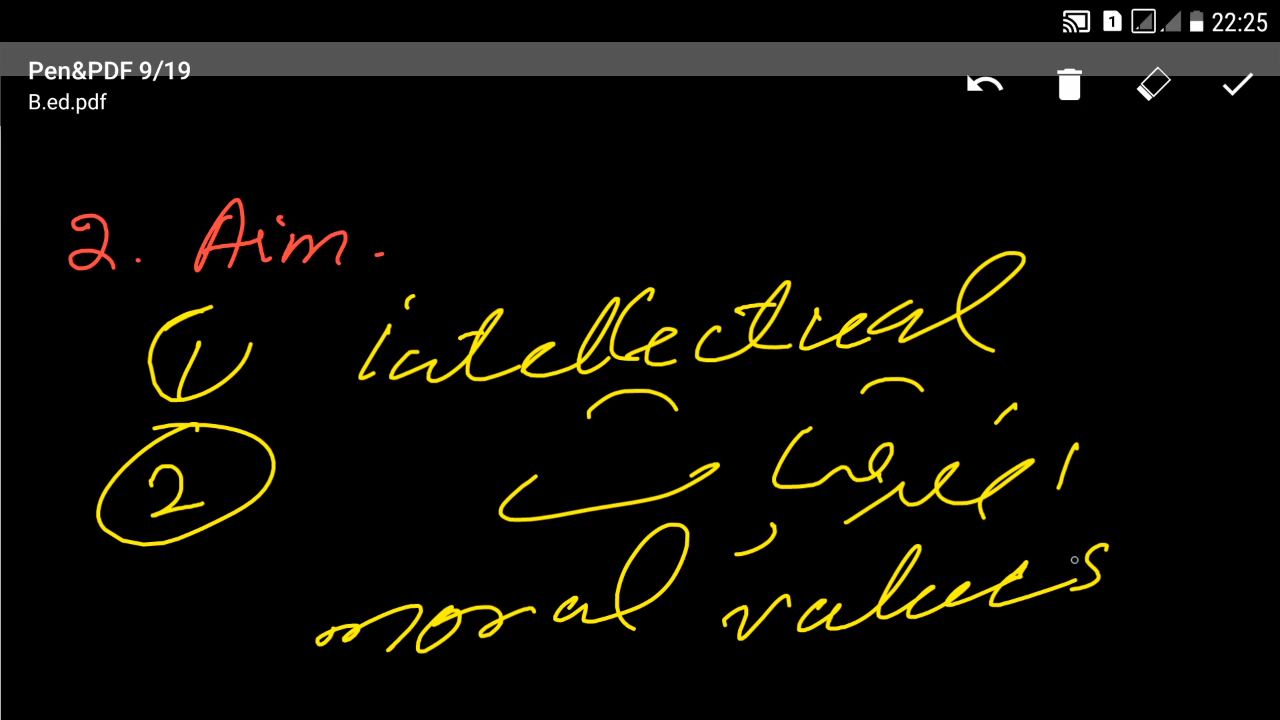 22:25
Pen&PDF 9/19
B.ed.pdf
2. Aim.
1 intellectual
2
moral values